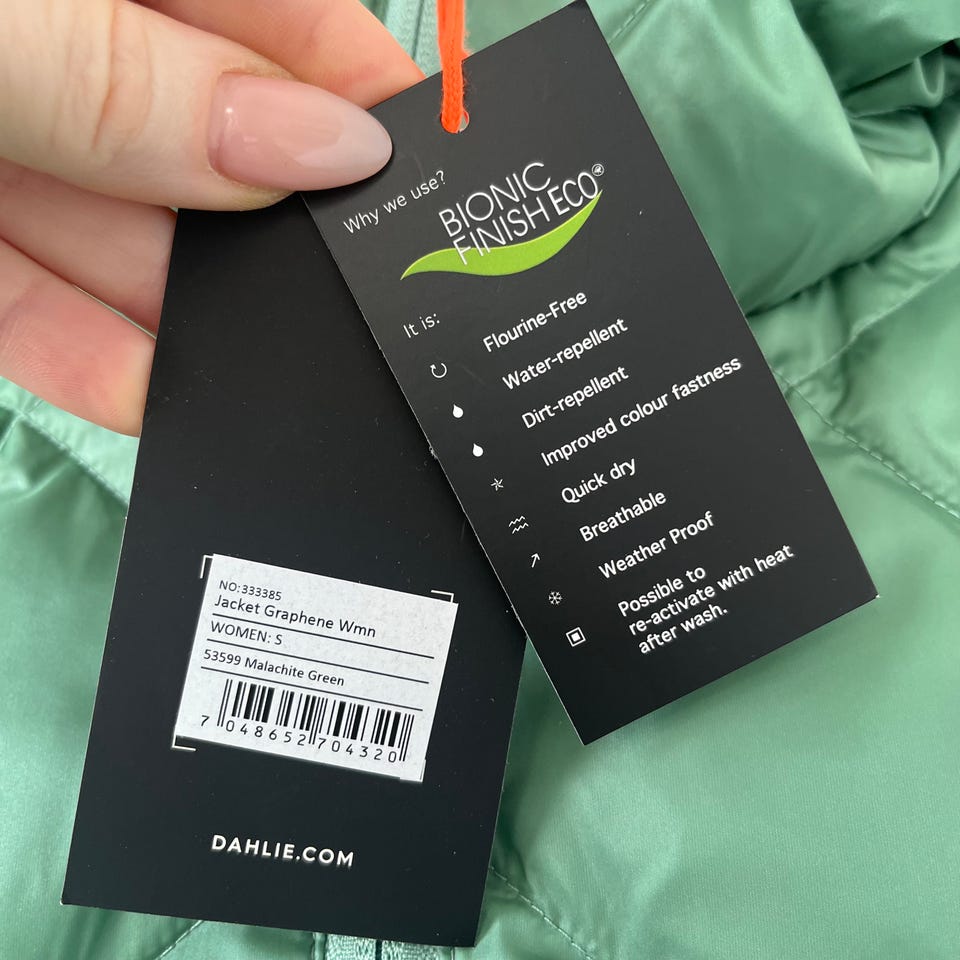 Why we use?
BIONIC
FINISH ECO®
It is:
Flourine-Free
Water-repellent
Dirt-repellent
Improved colour fastness
Quick dry
Breathable
Weather Proof
Possible to
re-activate with heat
after wash.
NO: 333385
Jacket Graphene Wmn
WOMEN: S
53599 Malachite Green
7 048652 704320
DAHLIE.COM